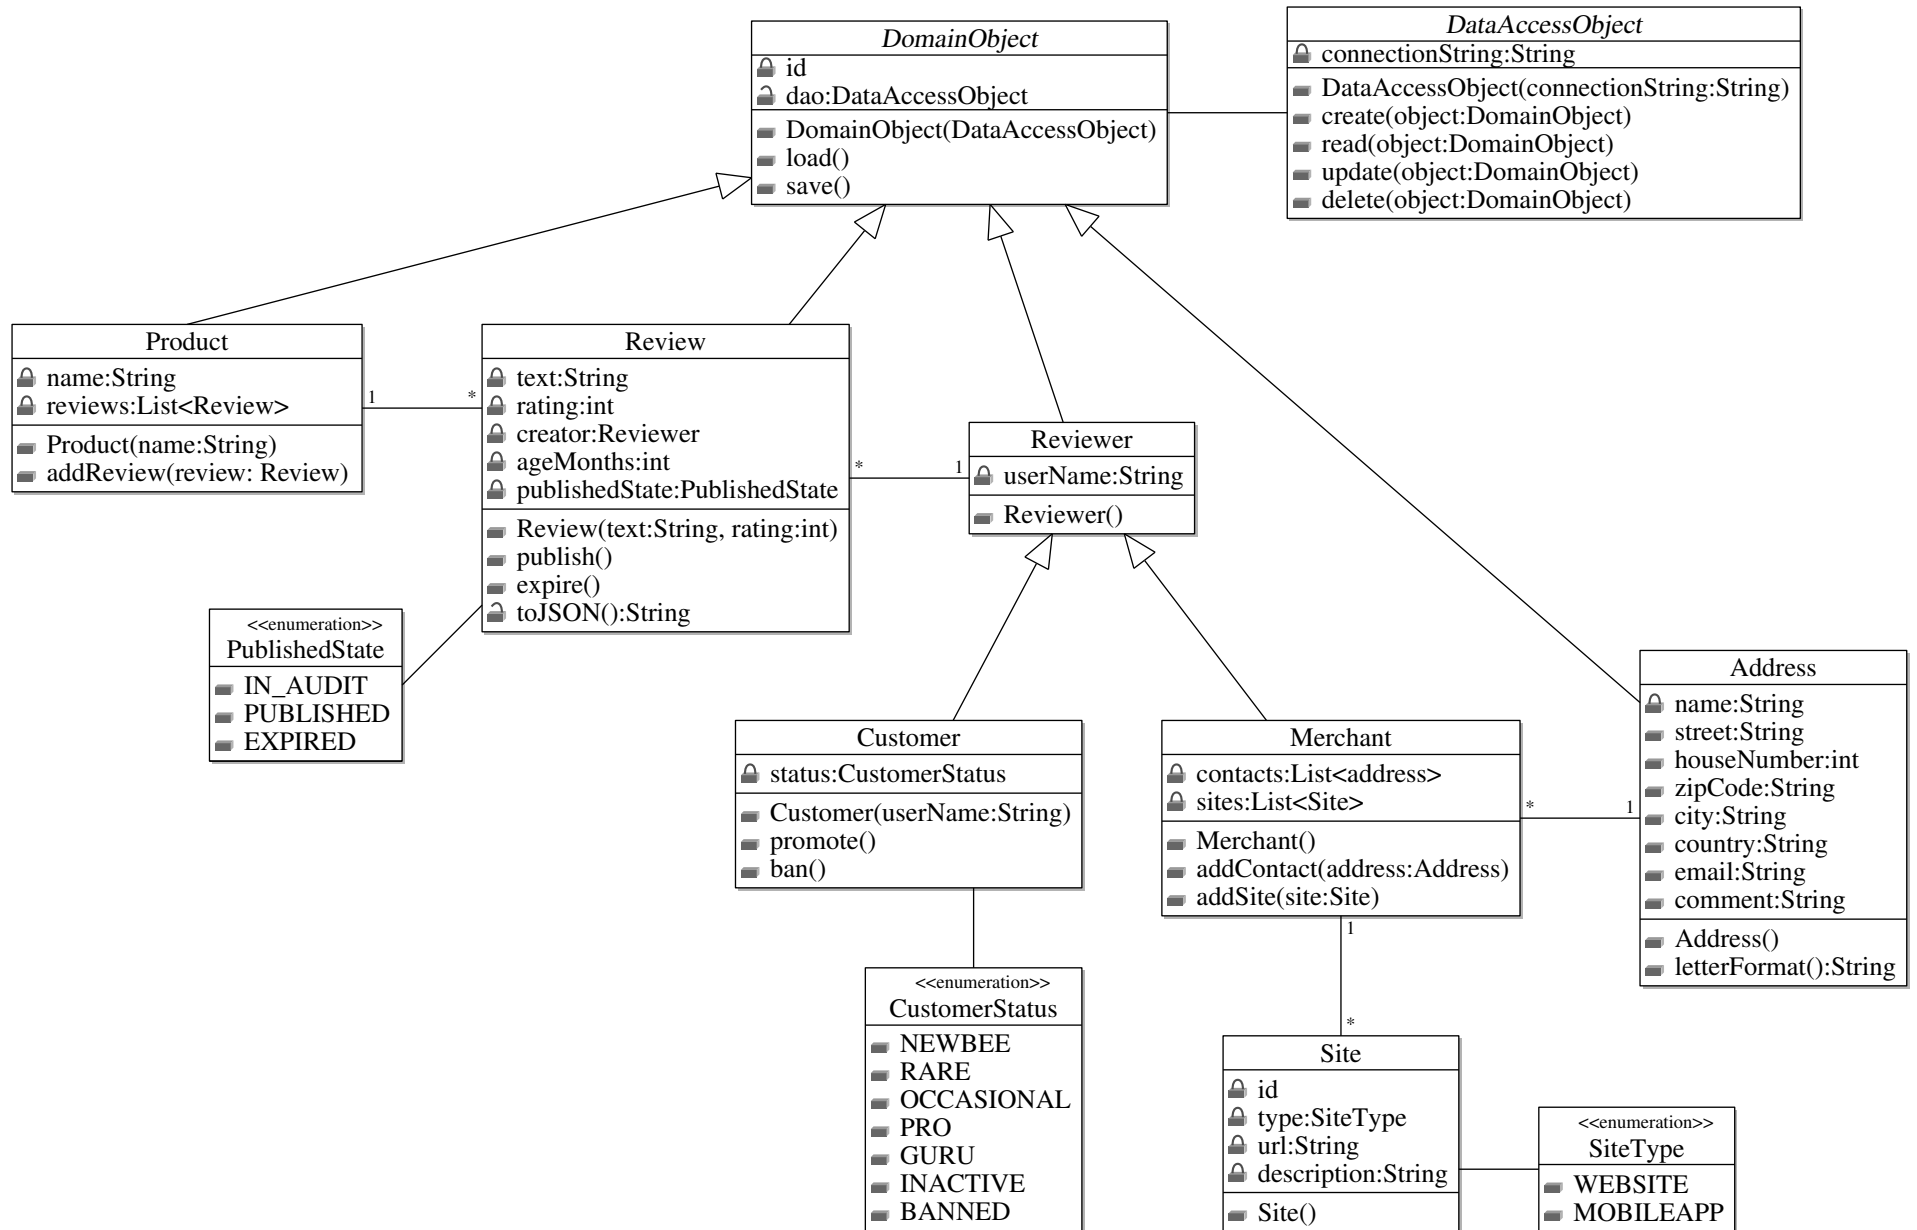 DomainObject
id
dao:DataAccessObject
DomainObject(DataAccessObject)
load()
save()
DataAccessObject
connectionString:String
DataAccessObject(connectionString:String)
create(object:DomainObject)
read(object:DomainObject)
update(object:DomainObject)
delete(object:DomainObject)
Product
name:String
reviews:List<Review>
Product(name:String)
addReview(review: Review)
1
*
Review
text:String
rating:int
creator:Reviewer
ageMonths:int
publishedState:PublishedState
Review(text:String, rating:int)
publish()
expire()
toJSON():String
*
1
Reviewer
userName:String
Reviewer()
<<enumeration>>
PublishedState
IN_AUDIT
PUBLISHED
EXPIRED
Customer
status:CustomerStatus
Customer(userName:String)
promote()
ban()
Merchant
contacts:List<address>
sites:List<Site>
Merchant()
addContact(address:Address)
addSite(site:Site)
*
1
Address
name:String
street:String
houseNumber:int
zipCode:String
city:String
country:String
email:String
comment:String
Address()
letterFormat():String
1
*
<<enumeration>>
CustomerStatus
NEWBEE
RARE
OCCASIONAL
PRO
GURU
INACTIVE
BANNED
Site
id
type:SiteType
url:String
description:String
Site()
<<enumeration>>
SiteType
WEBSITE
MOBILEAPP